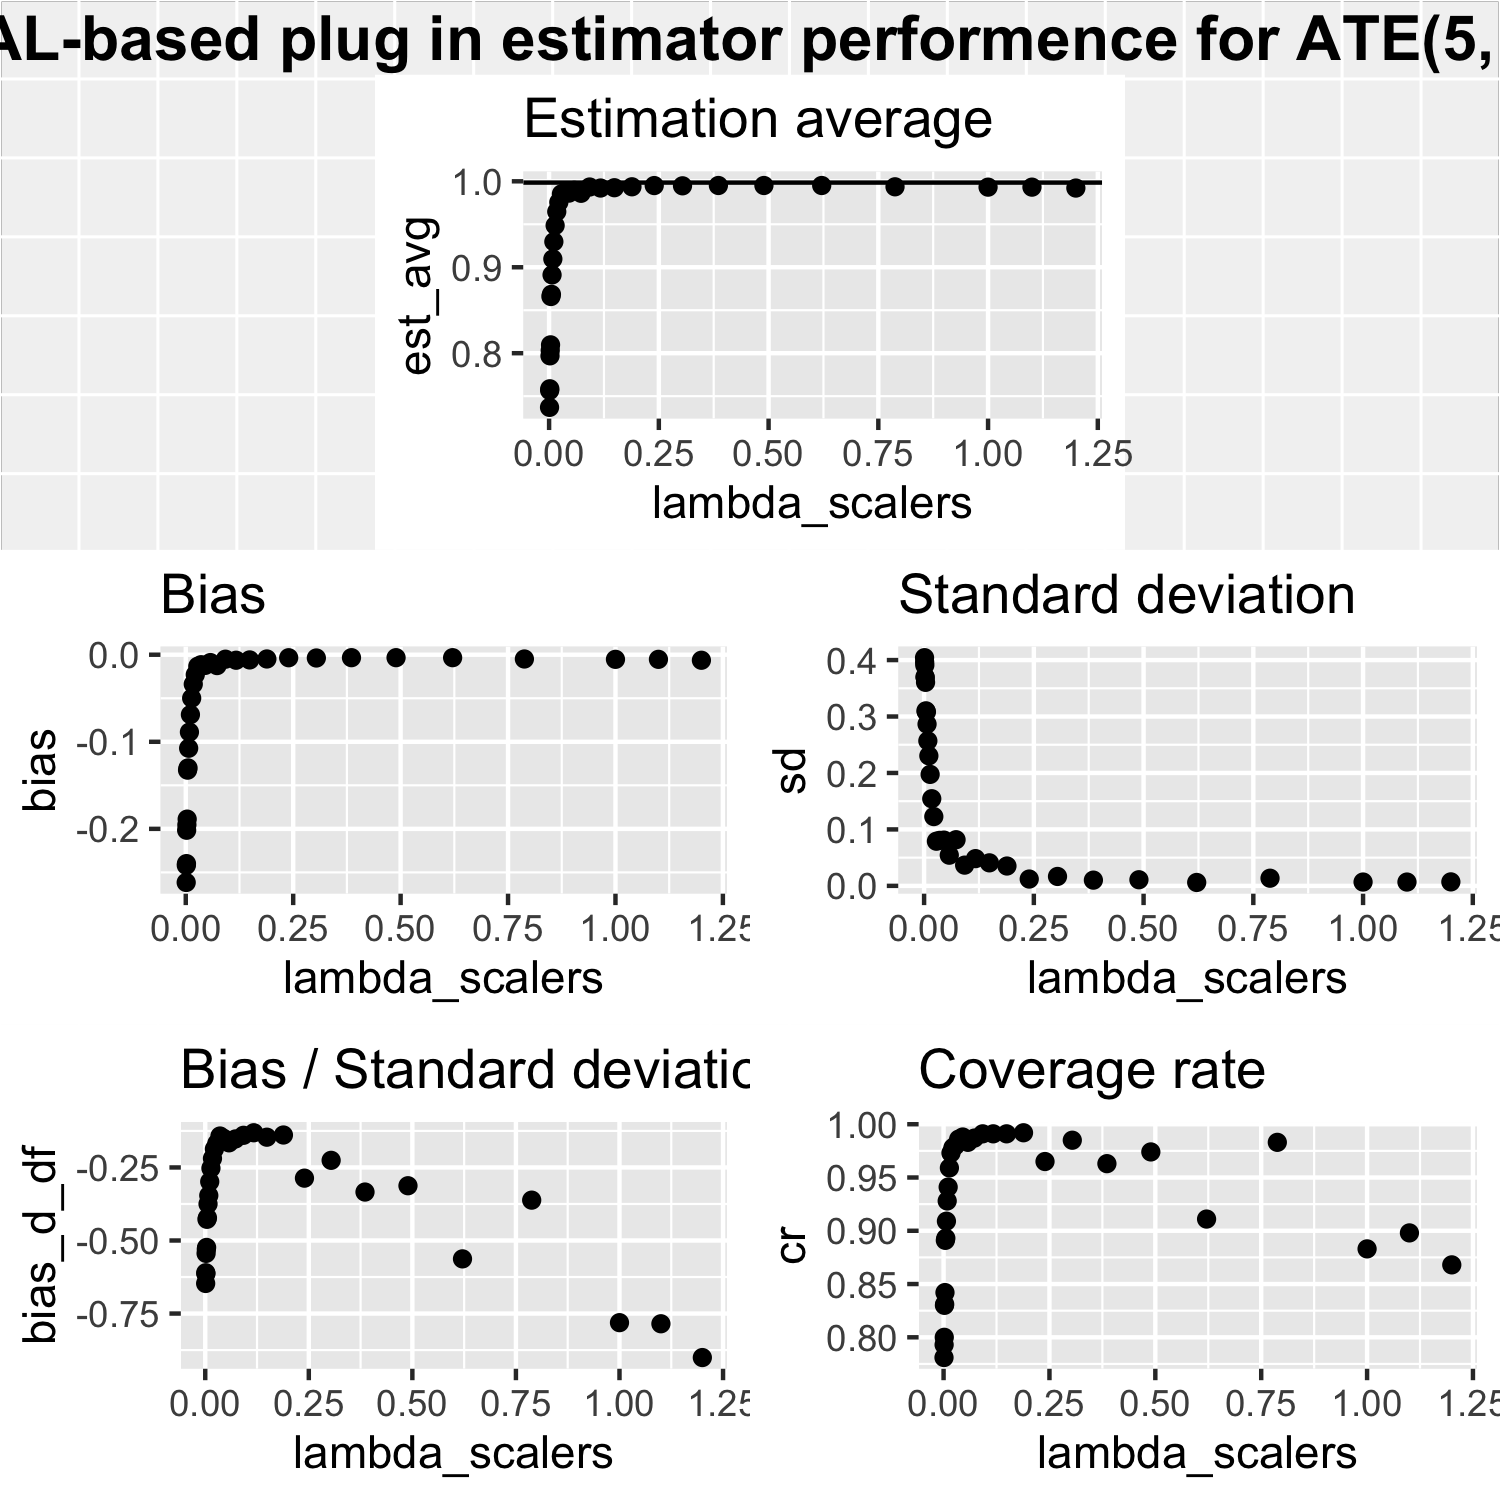 AL-based plug in estimator performence for ATE(5,
Estimation average
est_avg
1.0
0.9
0.8
0.00 0.25 0.50 0.75 1.00 1.25
lambda_scalers
Bias
bias
0.0
-0.1
-0.2
0.00 0.25 0.50 0.75 1.00 1.25
lambda_scalers
Standard deviation
sd
0.4
0.3
0.2
0.1
0.0
0.00 0.25 0.50 0.75 1.00 1.25
lambda_scalers
Bias / Standard deviatio
bias_d_df
-0.25
-0.50
-0.75
0.00 0.25 0.50 0.75 1.00 1.25
lambda_scalers
Coverage rate
cr
1.00
0.95
0.90
0.85
0.80
0.00 0.25 0.50 0.75 1.00 1.25
lambda_scalers